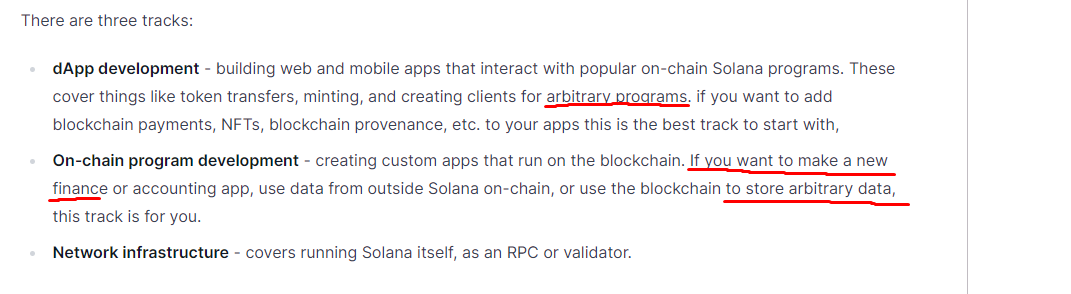 There are three tracks:
dApp development - building web and mobile apps that interact with popular on-chain Solana programs. These
cover things like token transfers, minting, and creating clients for arbitrary programs. if you want to add
blockchain payments, NFTs, blockchain provenance, etc. to your apps this is the best track to start with,
On-chain program development - creating custom apps that run on the blockchain. If you want to make a new
finance or accounting app, use data from outside Solana on-chain, or use the blockchain to store arbitrary data,
this track is for you.
Network infrastructure - covers running Solana itself, as an RPC or validator.